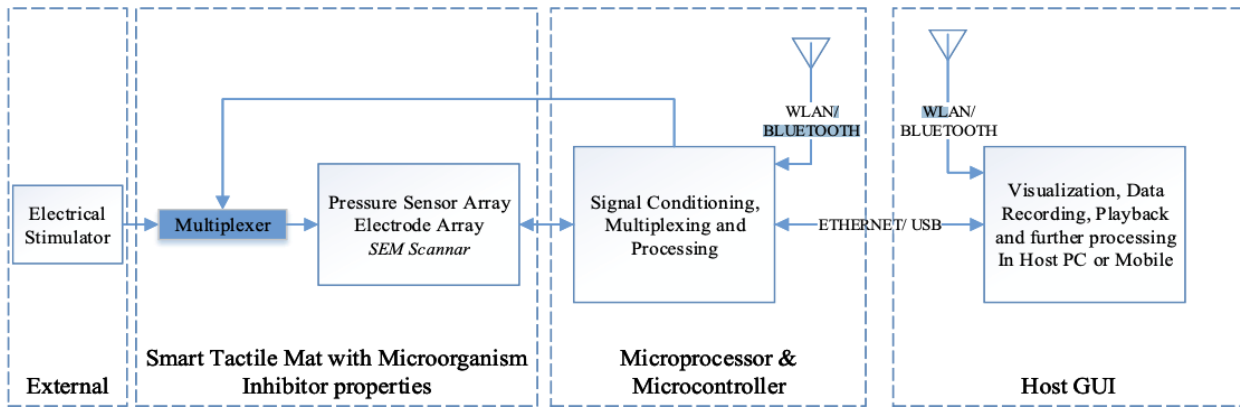 Electrical
Stimulator
External
Multiplexer
Pressure Sensor Array
Electrode Array
SEM Scannar
Smart Tactile Mat with Microorganism
Inhibitor properties
WLAN/
BLUETOOTH
Signal Conditioning,
Multiplexing and
Processing
Microprocessor &
Microcontroller
ETHERNET/ USB
WLAN/
BLUETOOTH
Visualization, Data
Recording, Playback
and further processing
In Host PC or Mobile
Host GUI